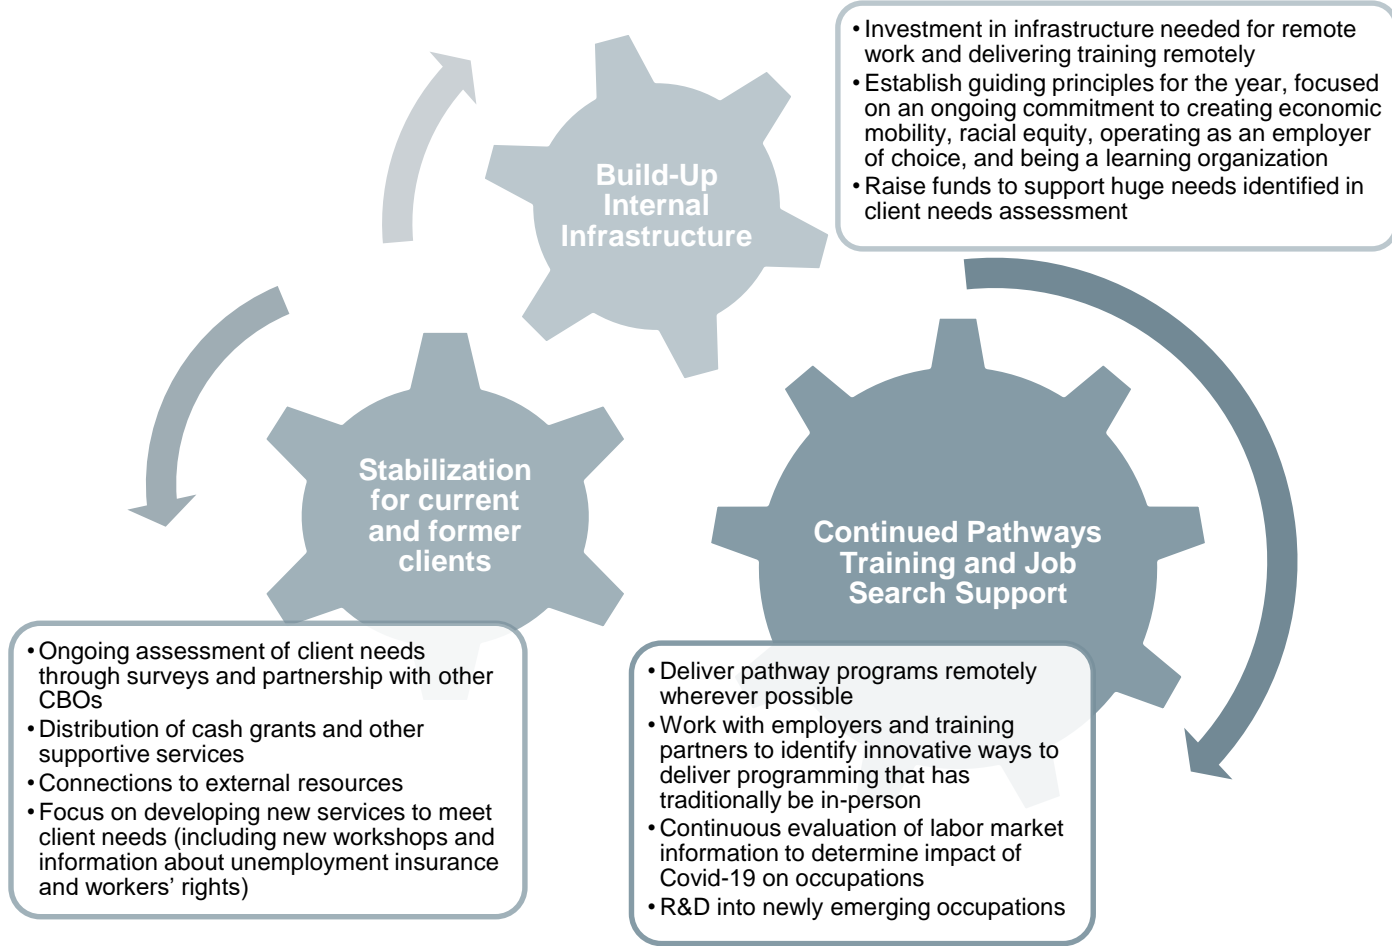 Build-Up
Internal
Infrastructure
• Investment in infrastructure needed for remote
work and delivering training remotely
• Establish guiding principles for the year, focused
on an ongoing commitment to creating economic
mobility, racial equity, operating as an employer
of choice, and being a learning organization
• Raise funds to support huge needs identified in
client needs assessment
Stabilization
for current
and former
clients
• Ongoing assessment of client needs
through surveys and partnership with other
CBOs
• Distribution of cash grants and other
supportive services
• Connections to external resources
• Focus on developing new services to meet
client needs (including new workshops and
information about unemployment insurance
and workers’ rights)
Continued Pathways
Training and Job
Search Support
• Deliver pathway programs remotely
wherever possible
• Work with employers and training
partners to identify innovative ways to
deliver programming that has
traditionally be in-person
• Continuous evaluation of labor market
information to determine impact of
Covid-19 on occupations
• R&D into newly emerging occupations